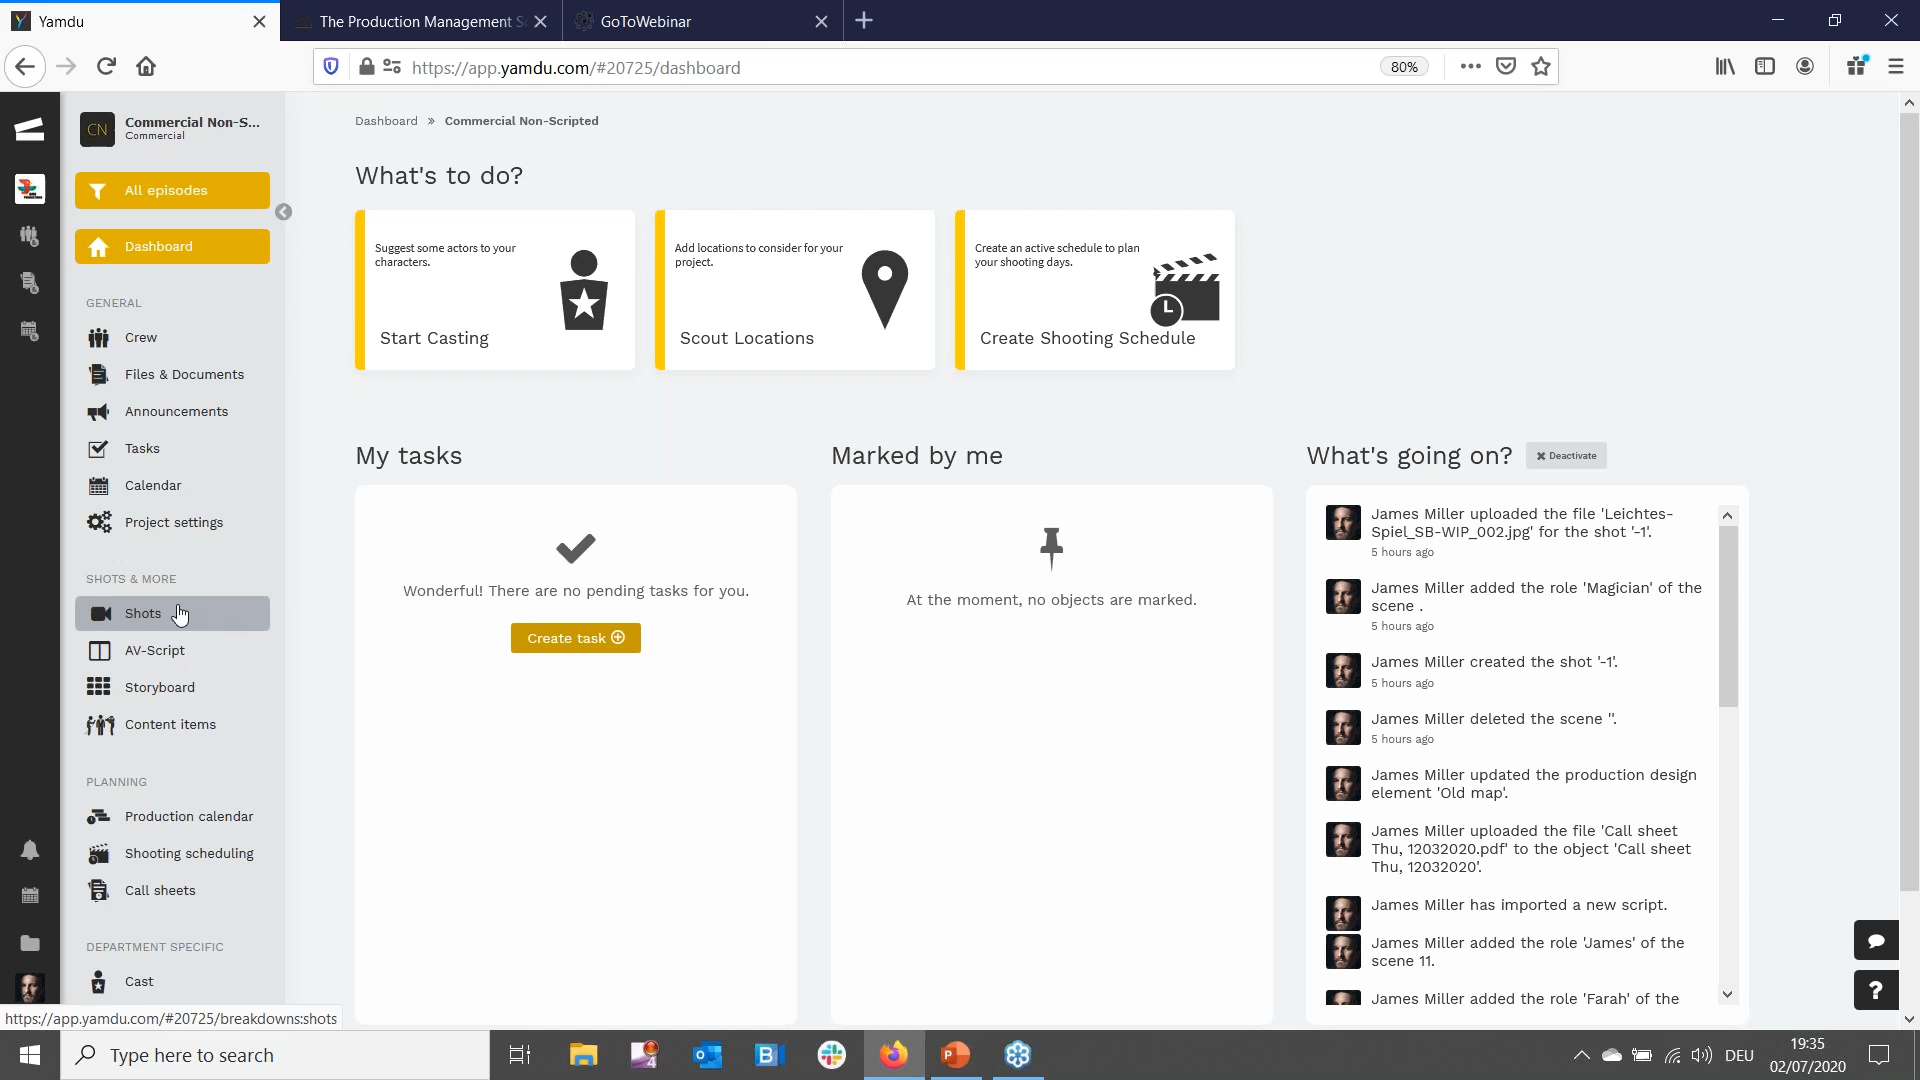 Yamdu
The Production Management S
GoToWebinar
https://app.yamdu.com/#20725/dashboard
80%
CN
Commercial Non-S...
Commercial
All episodes
Dashboard
GENERAL
Crew
Files & Documents
Announcements
Tasks
Calendar
Project settings
SHOTS & MORE
Shots
AV-Script
Storyboard
Content items
PLANNING
Production calendar
Shooting scheduling
Call sheets
DEPARTMENT SPECIFIC
Cast
https://app.yamdu.com/#20725/breakdowns:shots
Dashboard » Commercial Non-Scripted
What's to do?
Suggest some actors to your
characters.
Start Casting
Add locations to consider for your
project.
Scout Locations
Create an active schedule to plan
your shooting days.
Create Shooting Schedule
My tasks
Wonderful! There are no pending tasks for you.
Create task
Marked by me
At the moment, no objects are marked.
What's going on?
Deactivate
James Miller uploaded the file 'Leichtes-
Spiel_SB-WIP_002.jpg' for the shot '-1'.
5 hours ago
James Miller added the role 'Magician' of the
scene .
5 hours ago
James Miller created the shot '-1'.
5 hours ago
James Miller deleted the scene ''.
5 hours ago
James Miller updated the production design
element 'Old map'.
James Miller uploaded the file 'Call sheet
Thu, 12032020.pdf' to the object 'Call sheet
Thu, 12032020'.
James Miller has imported a new script.
James Miller added the role 'James' of the
scene 11.
James Miller added the role 'Farah' of the
?
Type here to search
DEU
19:35
02/07/2020